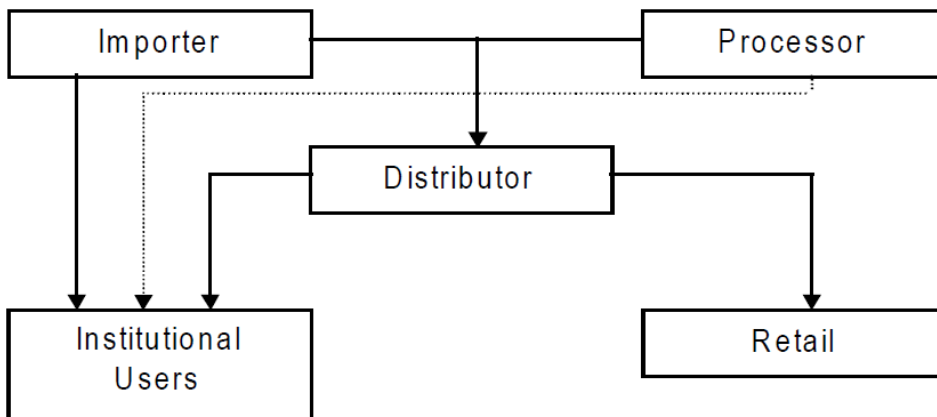 Importer
Processor
Distributor
Institutional
Users
Retail